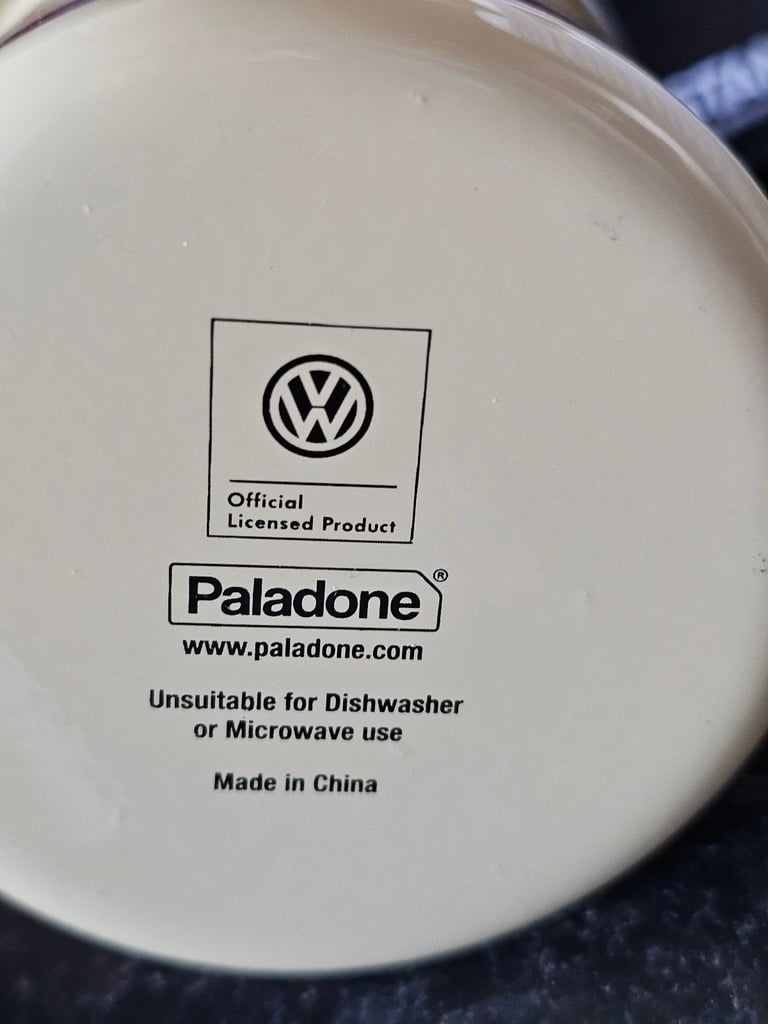 Official
Licensed Product
Paladone®
www.paladone.com
Unsuitable for Dishwasher
or Microwave use
Made in China